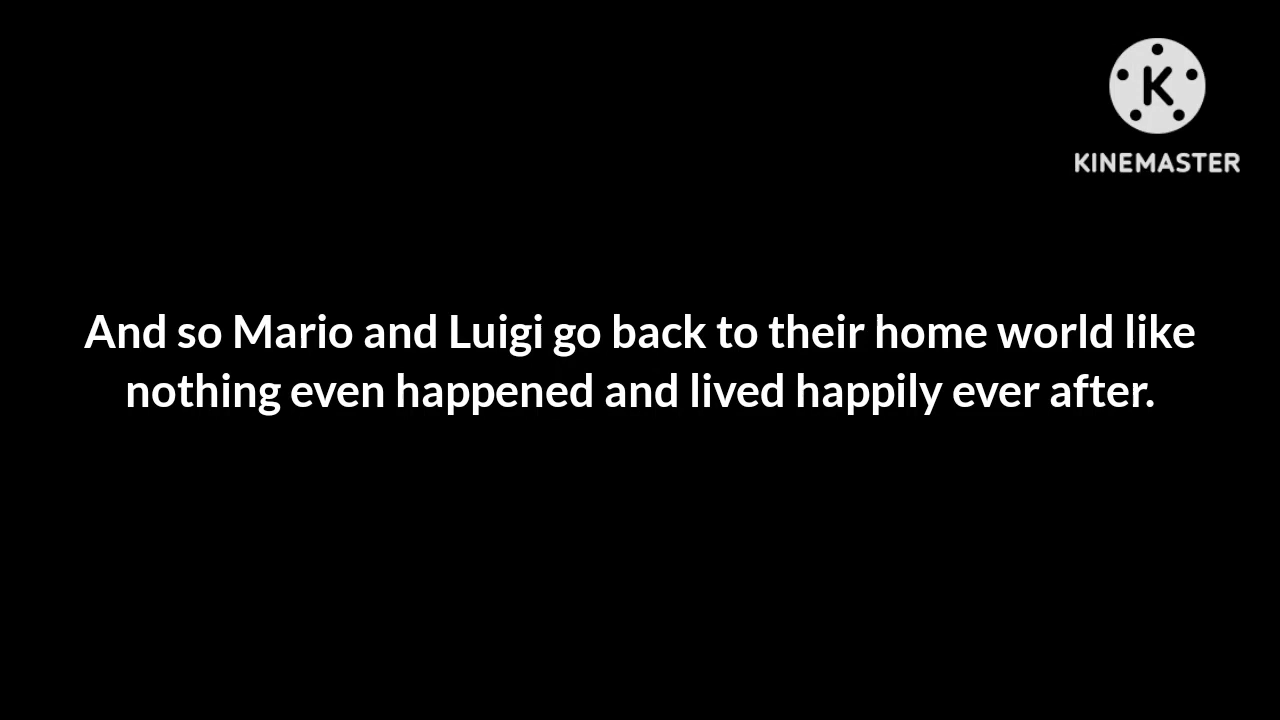 K
KINEMASTER
And so Mario and Luigi go back to their home world like
nothing even happened and lived happily ever after.